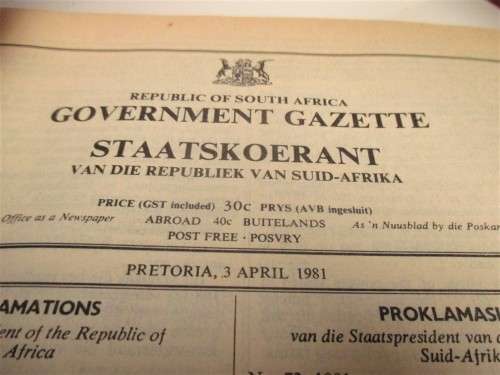 REPUBLIC OF SOUTH AFRICA
GOVERNMENT GAZETTE
STAATSKOERANT
VAN DIE REPUBLIEK VAN SUID-AFRIKA
PRICE (GST included) 30c PRYS (AVB ingesluit)
Office as a Newspaper ABROAD 40c BUITELANDS As 'n Nuusblad by die Poskan
POST FREE · POSVRY
PRETORIA, 3 APRIL 1981
AMATIONS
ent of the Republic of
Africa
PROKLAMASI
van die Staatspresident van d
Suid-Afrik